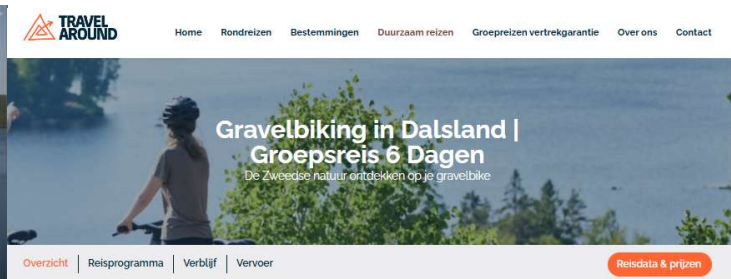 TRAVEL
AROUND
Home Rondreizen Bestemmingen Duurzaam reizen Groepreizen vertrekgarantie Over ons Contact
Gravelbiking in Dalsland |
Groepsreis 6 Dagen
De Zweedse natuur ontdekken op je gravelbike
Overzicht | Reisprogramma | Verblijf | Vervoer Reisdata & prijzen